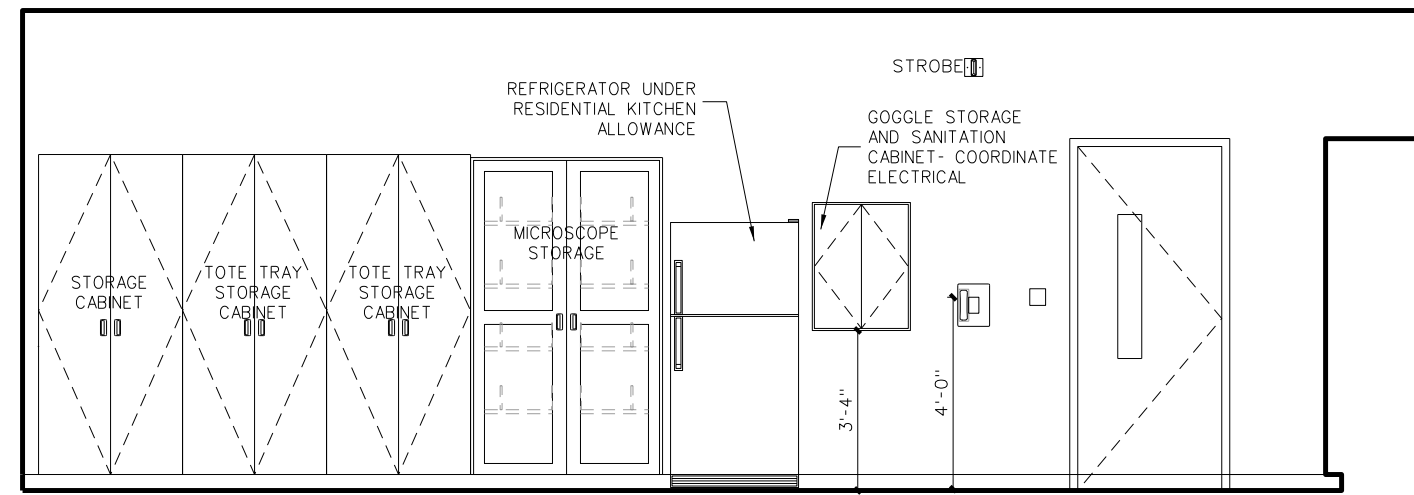 STROBE
REFRIGERATOR UNDER
RESIDENTIAL KITCHEN
ALLOWANCE
GOGGLE STORAGE
AND SANITATION
CABINET- COORDINATE
ELECTRICAL
STORAGE
CABINET
TOTE TRAY
STORAGE
CABINET
TOTE TRAY
STORAGE
CABINET
MICROSCOPE
STORAGE
3'-4"
4'-0"